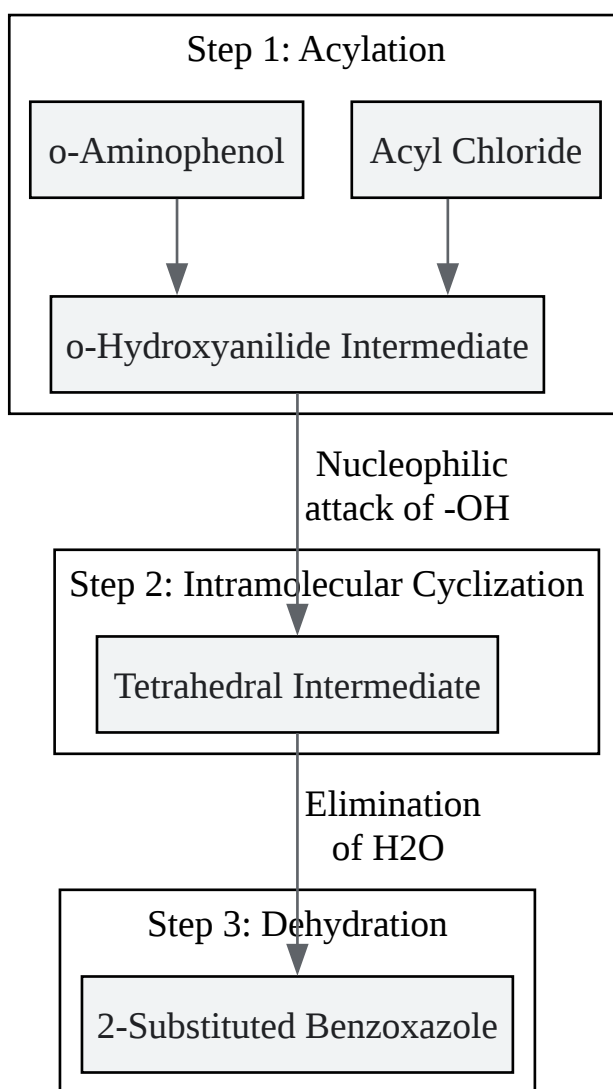 Step 1: Acylation
o-Aminophenol
Acyl Chloride
o-Hydroxyanilide Intermediate
Nucleophilic
attack of -OH
Step 2: Intramolecular Cyclization
Tetrahedral Intermediate
Elimination
of H2O
Step 3: Dehydration
2-Substituted Benzoxazole